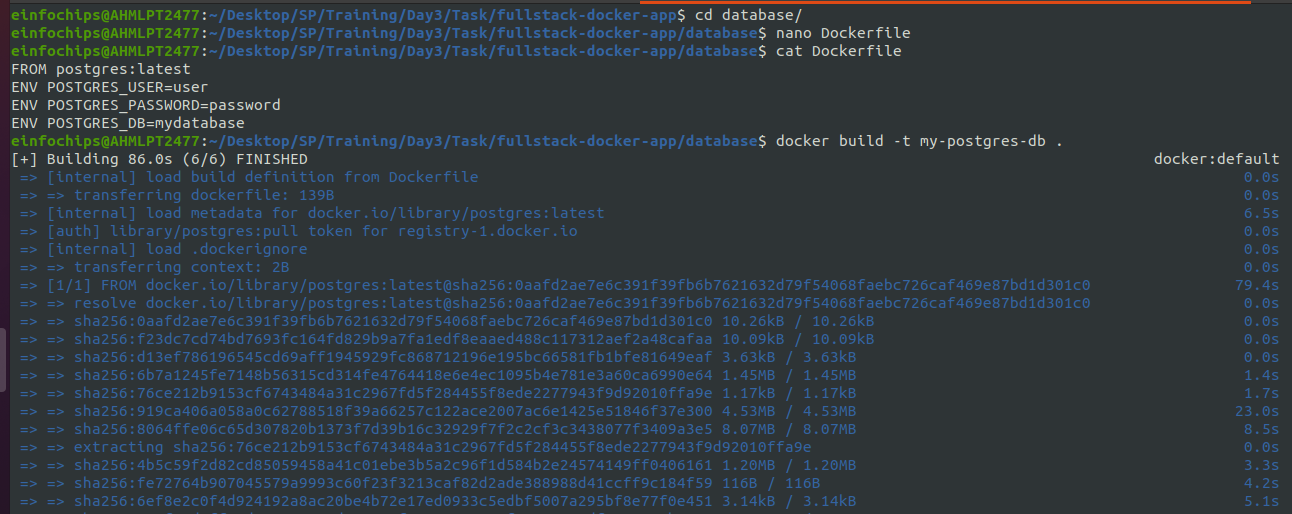 einfochips@AHMLPT2477:~/Desktop/SP/Training/Day3/Task/fullstack-docker-app$ cd database/
einfochips@AHMLPT2477:~/Desktop/SP/Training/Day3/Task/fullstack-docker-app/database$ nano Dockerfile
einfochips@AHMLPT2477:~/Desktop/SP/Training/Day3/Task/fullstack-docker-app/database$ cat Dockerfile
FROM postgres:latest
ENV POSTGRES_USER=user
ENV POSTGRES_PASSWORD=password
ENV POSTGRES_DB=mydatabase
einfochips@AHMLPT2477:~/Desktop/SP/Training/Day3/Task/fullstack-docker-app/database$ docker build -t my-postgres-db .
[+] Building 86.0s (6/6) FINISHED docker:default
=> [internal] load build definition from Dockerfile 0.0s
=> => transferring dockerfile: 139B 0.0s
=> [internal] load metadata for docker.io/library/postgres:latest 6.5s
=> [auth] library/postgres:pull token for registry-1.docker.io 0.0s
=> [internal] load .dockerignore 0.0s
=> => transferring context: 2B 0.0s
=> [1/1] FROM docker.io/library/postgres:latest@sha256:0aafd2ae7e6c391f39fb6b7621632d79f54068faebc726caf469e87bd1d301c0 79.4s
=> => resolve docker.io/library/postgres:latest@sha256:0aafd2ae7e6c391f39fb6b7621632d79f54068faebc726caf469e87bd1d301c0 0.0s
=> => sha256:0aafd2ae7e6c391f39fb6b7621632d79f54068faebc726caf469e87bd1d301c0 10.26kB / 10.26kB 0.0s
=> => sha256:f23dc7cd74bd7693fc164fd829b9a7fa1edf8eaaed488c117312aef2a48cafaa 10.09kB / 10.09kB 0.0s
=> => sha256:d13ef786196545cd69aff1945929fc868712196e195bc66581fb1bfe81649eaf 3.63kB / 3.63kB 0.0s
=> => sha256:6b7a1245fe7148b56315cd314fe4764418e6e4ec1095b4e781e3a60ca6990e64 1.45MB / 1.45MB 1.4s
=> => sha256:76ce212b9153cf6743484a31c2967fd5f284455f8ede2277943f9d92010ffa9e 1.17kB / 1.17kB 1.7s
=> => sha256:919ca406a058a0c62788518f39a66257c122ace2007ac6e1425e51846f37e300 4.53MB / 4.53MB 23.0s
=> => sha256:8064ffe06c65d307820b1373f7d39b16c32929f7f2c2cf3c3438077f3409a3e5 8.07MB / 8.07MB 8.5s
=> => extracting sha256:76ce212b9153cf6743484a31c2967fd5f284455f8ede2277943f9d92010ffa9e 0.0s
=> => sha256:4b5c59f2d82cd85059458a41c01ebe3b5a2c96f1d584b2e24574149ff0406161 1.20MB / 1.20MB 3.3s
=> => sha256:fe72764b907045579a9993c60f23f3213caf82d2ade388988d41ccff9c184f59 116B / 116B 4.2s
=> => sha256:6ef8e2c0f4d924192a8ac20be4b72e17ed0933c5edbf5007a295bf8e77f0e451 3.14kB / 3.14kB 5.1s